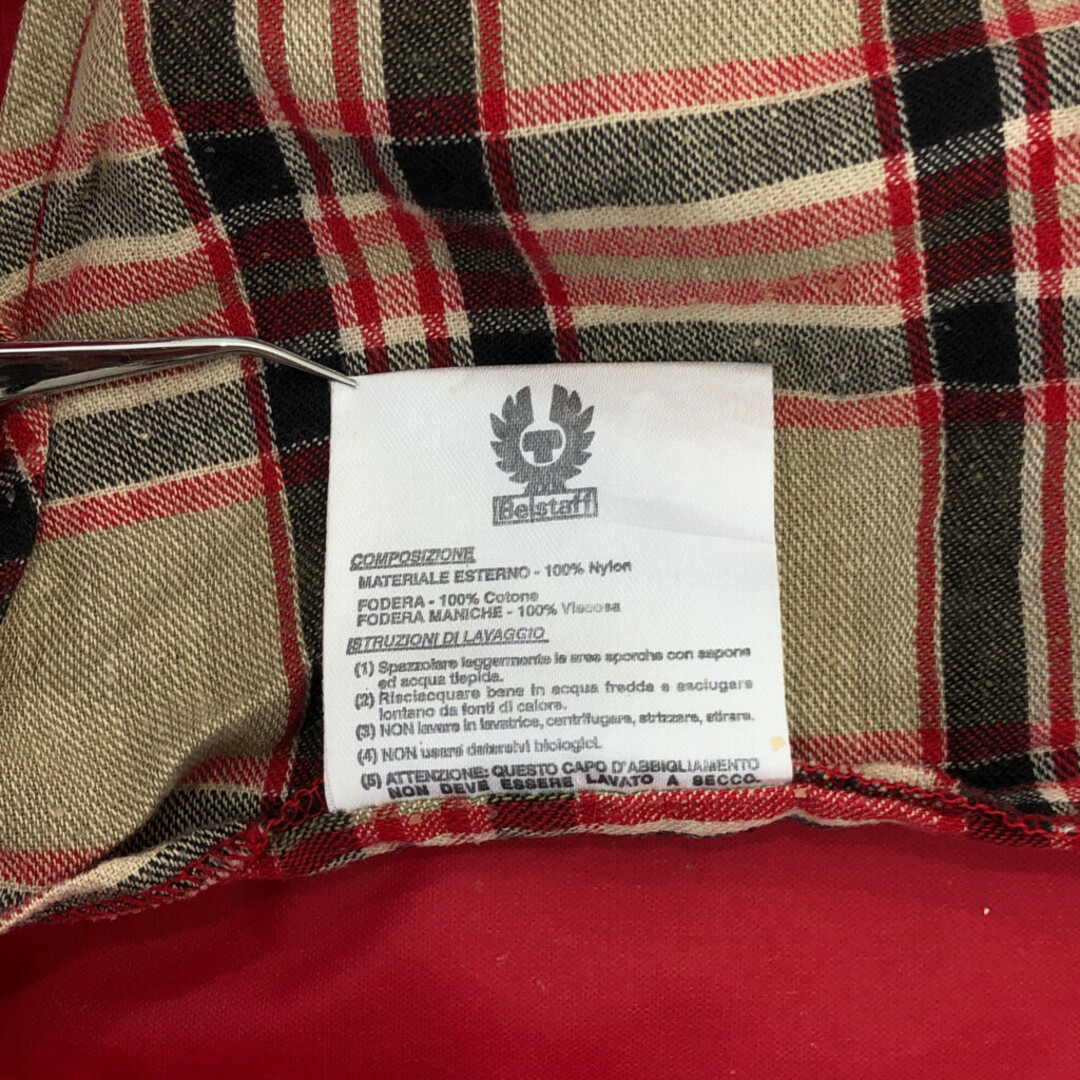 Belstaff
COMPOSIZIONE
MATERIALE ESTERNO - 100% Nylon
FODERA - 100% Cotone
FODERA MANICHE - 100% Viscosa
ISTRUZIONI DI LAVAGGIO
(1) Spazzolare leggermente le aree sporche con sapone
ed acqua tiepida.
(2) Risciacquare bene in acqua fredda e asciugare
lontano da fonti di calore.
(3) NON lavare in lavatrice, centrifugare, strizzare, stirare.
(4) NON usare detersivi biologici.
(5) ATTENZIONE: QUESTO CAPO D'ABBIGLIAMENTO
NON DEVE ESSERE LAVATO A SECCO.